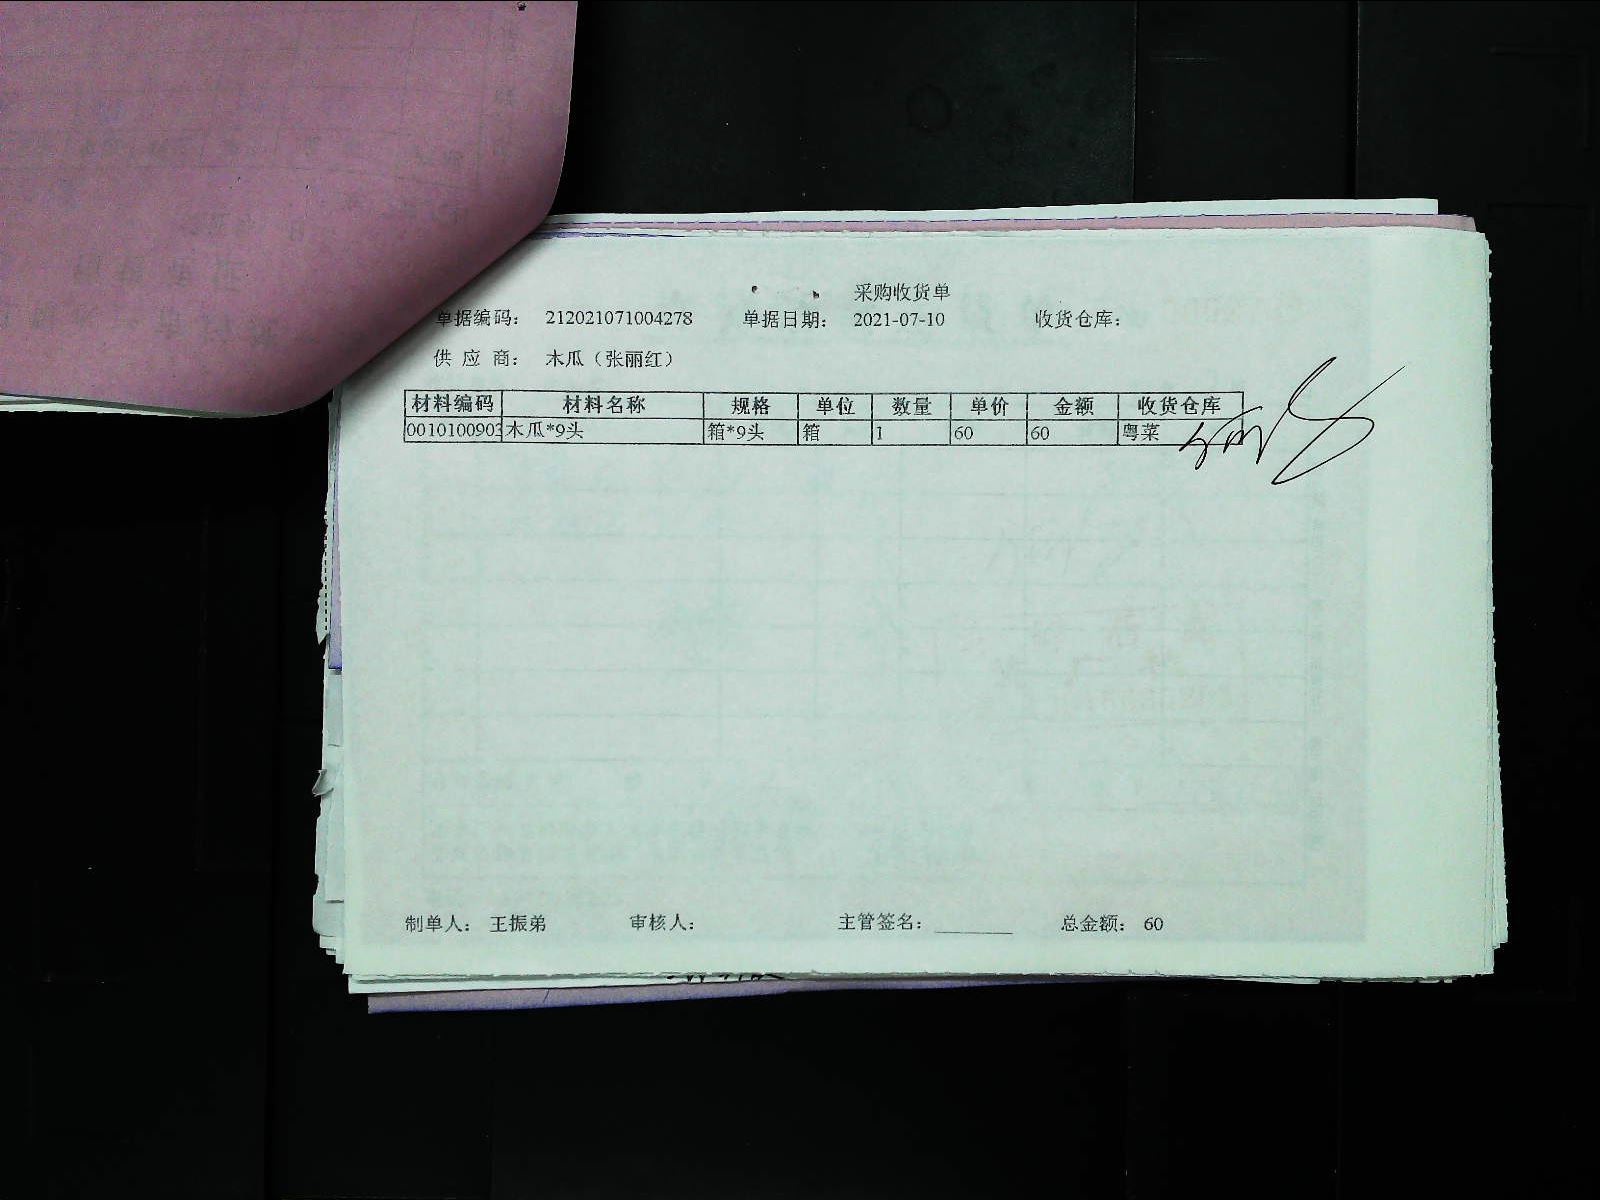 采购收货单
单据编码： 212021071004278 单据日期： 2021-07-10 收货仓库：
供 应 商： 木瓜（张丽红）
材料编码 材料名称 规格 单位 数量 单价 金额 收货仓库
0010100903 木瓜*9头 箱*9头 箱 1 60 60 粤菜
制单人： 王振弟 审核人： 主管签名：________ 总金额： 60